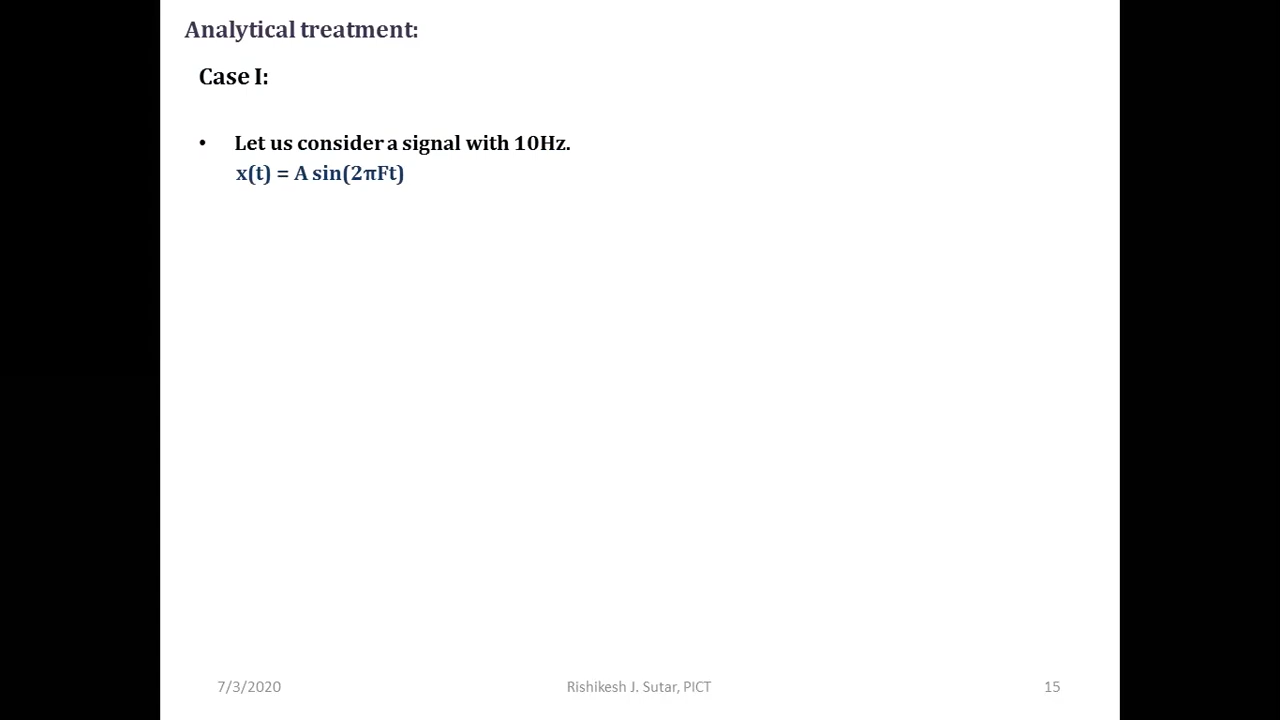 Analytical treatment:
Case I:
• Let us consider a signal with 10Hz.
x(t) = A sin(2πFt)
7/3/2020 Rishikesh J. Sutar, PICT 15